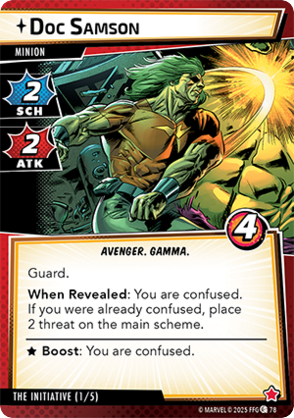 Doc Samson
MINION
2
SCH
2
ATK
4
AVENGER. GAMMA.
Guard.
When Revealed: You are confused.
If you were already confused, place
2 threat on the main scheme.
★ Boost: You are confused.
THE INITIATIVE (1/5)
© MARVEL © 2025 FFG 78